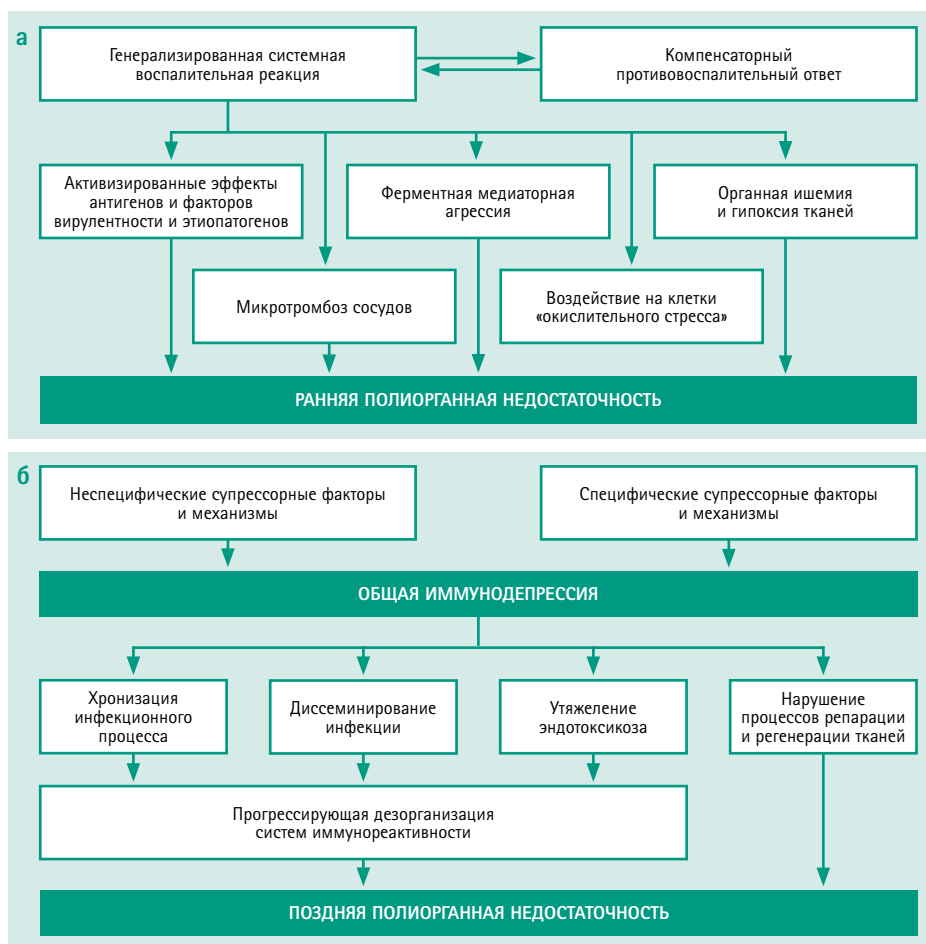 а
Генерализированная системная
воспалительная реакция
Компенсаторный
противовоспалительный ответ
Активизированные эффекты
антигенов и факторов
вирулентности и этиопатогенов
Ферментная медиаторная
агрессия
Органная ишемия
и гипоксия тканей
Микротромбоз сосудов
Воздействие на клетки
«окислительного стресса»
РАННЯЯ ПОЛИОРГАННАЯ НЕДОСТАТОЧНОСТЬ
б
Неспецифические супрессорные факторы
и механизмы
Специфические супрессорные факторы
и механизмы
ОБЩАЯ ИММУНОДЕПРЕССИЯ
Хронизация
инфекционного
процесса
Диссеминирование
инфекции
Утяжеление
эндотоксикоза
Нарушение
процессов репарации
и регенерации тканей
Прогрессирующая дезорганизация
систем иммунореактивности
ПОЗДНЯЯ ПОЛИОРГАННАЯ НЕДОСТАТОЧНОСТЬ